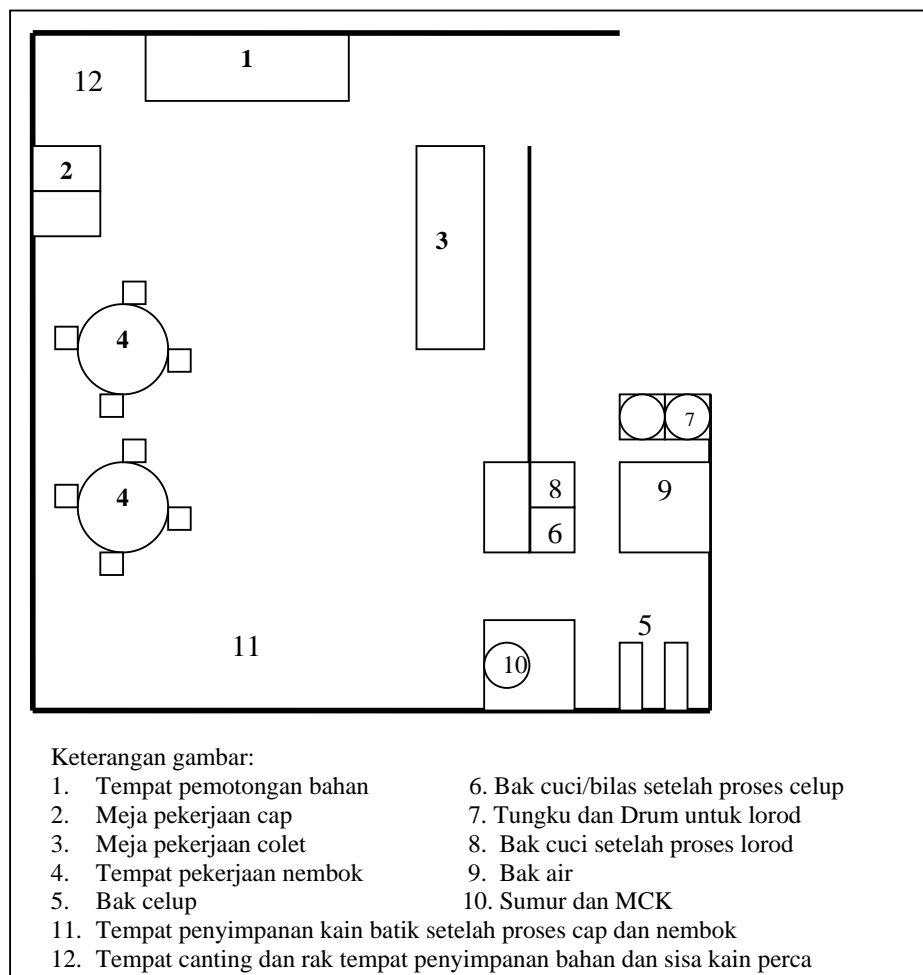 1
12
2
3
4
7
4
8
9
6
5
11
10
Keterangan gambar:
1. Tempat pemotongan bahan
2. Meja pekerjaan cap
3. Meja pekerjaan colet
4. Tempat pekerjaan nembok
5. Bak celup
6. Bak cuci/bilas setelah proses celup
7. Tungku dan Drum untuk lorod
8. Bak cuci setelah proses lorod
9. Bak air
10. Sumur dan MCK
11. Tempat penyimpanan kain batik setelah proses cap dan nembok
12. Tempat canting dan rak tempat penyimpanan bahan dan sisa kain perca